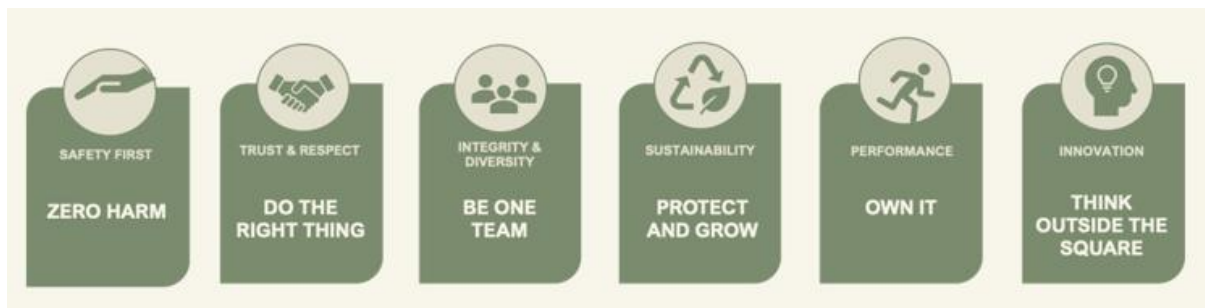 SAFETY FIRST
ZERO HARM
TRUST & RESPECT
DO THE
RIGHT THING
INTEGRITY &
DIVERSITY
BE ONE
TEAM
SUSTAINABILITY
PROTECT
AND GROW
PERFORMANCE
OWN IT
INNOVATION
THINK
OUTSIDE THE
SQUARE